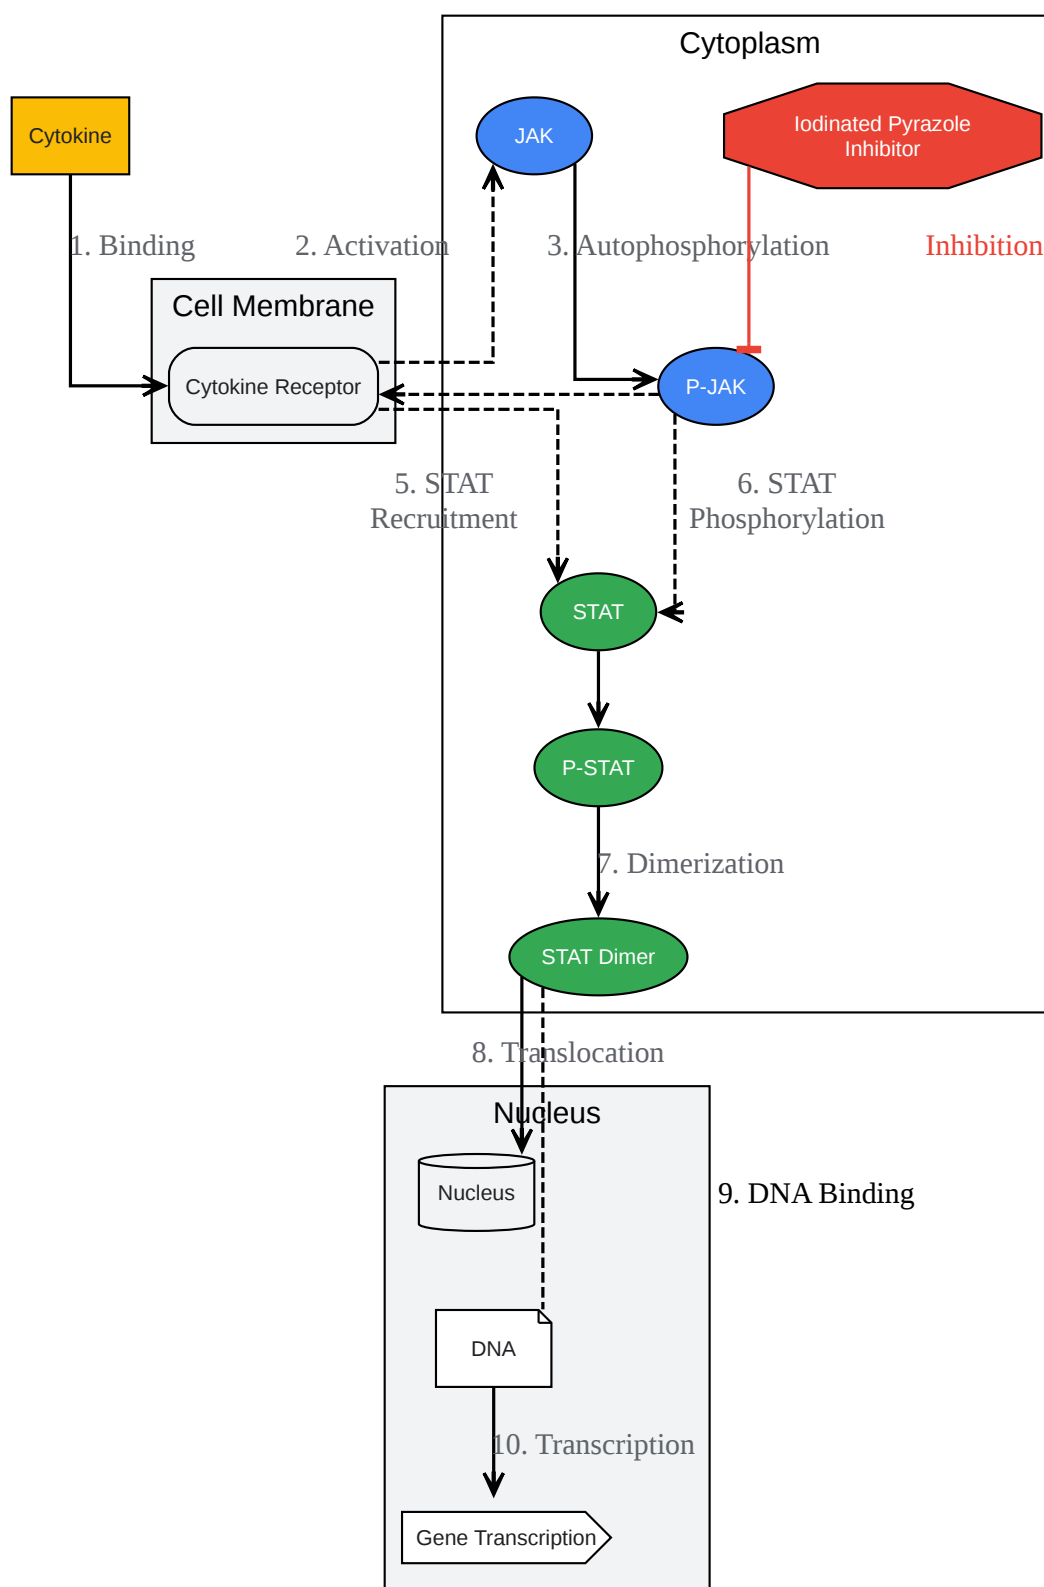 Cytoplasm
Cytokine
JAK
Iodinated Pyrazole
Inhibitor
1. Binding
2. Activation
3. Autophosphorylation
Inhibition
Cell Membrane
Cytokine Receptor
P-JAK
5. STAT
Recruitment
6. STAT
Phosphorylation
STAT
P-STAT
7. Dimerization
STAT Dimer
8. Translocation
Nucleus
Nucleus
9. DNA Binding
DNA
10. Transcription
Gene Transcription